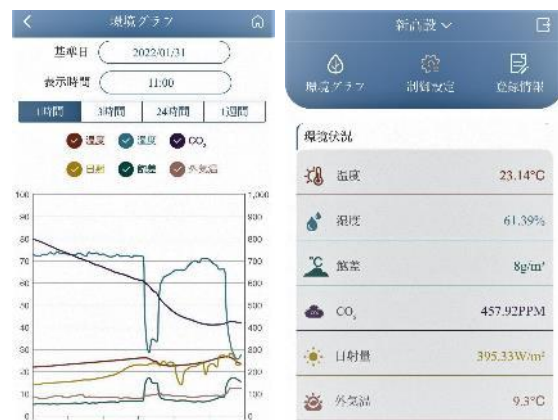 環境グラフ
基準日 2022/01/31
表示時間 11:00
1時間 3時間 24時間 1週間
温度 湿度 CO₂
日射 飽差 外気温
100 1,000
90 900
80 800
70 700
60 600
50 500
40 400
30 300
20 200
10 100
0 0
新高設
環境グラフ 制御設定 登録情報
環境状況
温度 23.14°C
湿度 61.39%
飽差 8g/m³
CO₂ 457.92PPM
日射量 395.33W/m²
外気温 9.3°C